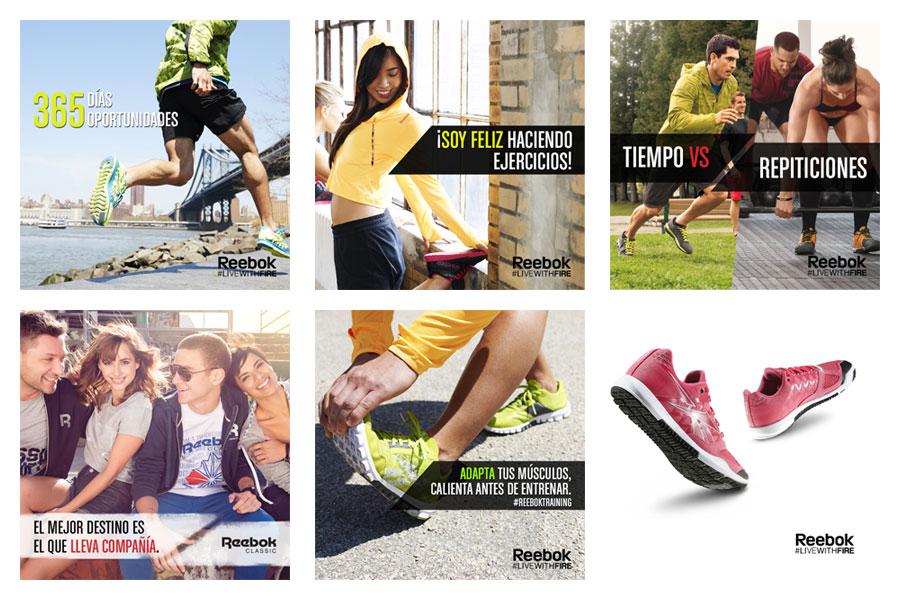 365 DÍAS
OPORTUNIDADES
Reebok
#LIVEWITHFIRE
¡SOY FELIZ HACIENDO
EJERCICIOS!
Reebok
#LIVEWITHFIRE
TIEMPO VS
REPITICIONES
Reebok
#LIVEWITHFIRE
R
Reebok
EL MEJOR DESTINO ES
EL QUE LLEVA COMPAÑÍA.
Reebok
CLASSIC
ADAPTA TUS MÚSCULOS,
CALIENTA ANTES DE ENTRENAR.
#REEBOKTRAINING
Reebok
#LIVEWITHFIRE
Reebok
#LIVEWITHFIRE